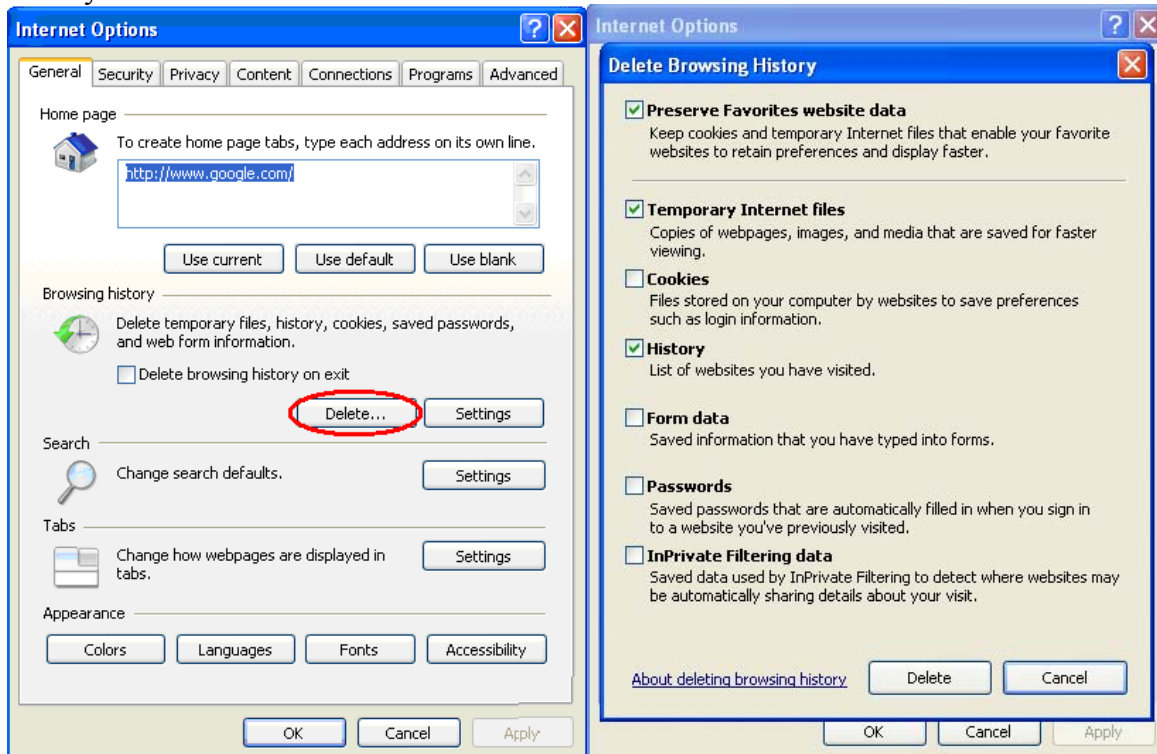 Internet Options
General Security Privacy Content Connections Programs Advanced
Home page
To create home page tabs, type each address on its own line.
http://www.google.com/
Use current Use default Use blank
Browsing history
Delete temporary files, history, cookies, saved passwords,
and web form information.
Delete browsing history on exit
Delete... Settings
Search
Change search defaults.
Settings
Tabs
Change how webpages are displayed in
tabs.
Settings
Appearance
Colors Languages Fonts Accessibility
OK Cancel Apply
Internet Options
Delete Browsing History
Preserve Favorites website data
Keep cookies and temporary Internet files that enable your favorite
websites to retain preferences and display faster.
Temporary Internet files
Copies of webpages, images, and media that are saved for faster
viewing.
Cookies
Files stored on your computer by websites to save preferences
such as login information.
History
List of websites you have visited.
Form data
Saved information that you have typed into forms.
Passwords
Saved passwords that are automatically filled in when you sign in
to a website you've previously visited.
InPrivate Filtering data
Saved data used by InPrivate Filtering to detect where websites may
be automatically sharing details about your visit.
About deleting browsing history Delete Cancel
OK Cancel Apply